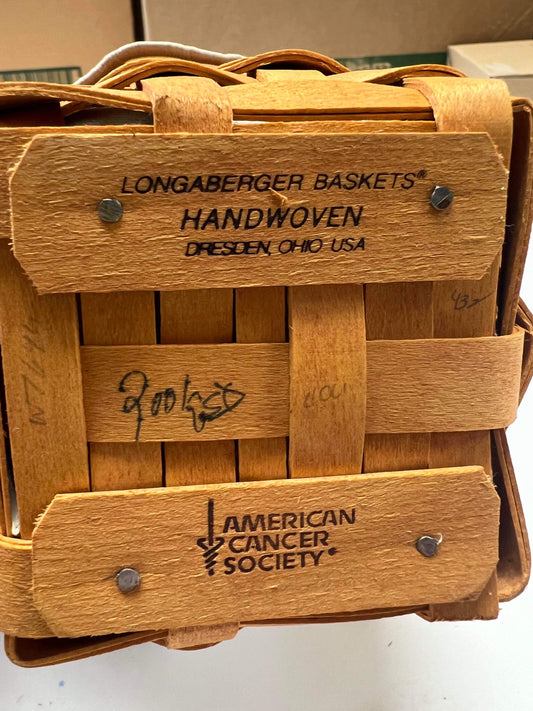 LONGABERGER BASKETS®
HANDWOVEN
DRESDEN, OHIO USA
2001
AMERICAN
CANCER
SOCIETY®